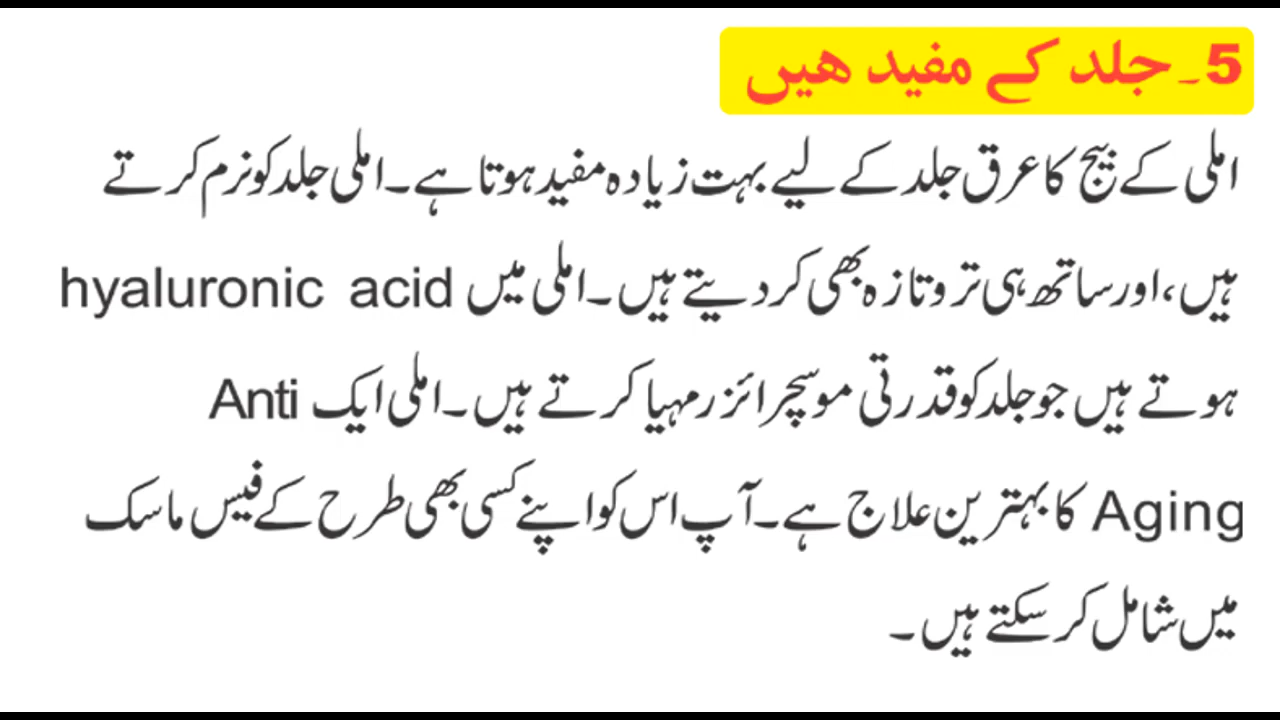 5۔ جلد کے مفید ھیں
املی کے بیج کا عرق جلد کے لیے بہت زیادہ مفید ہوتا ہے۔ املی جلد کو نرم کرتے
ہیں، اور ساتھ ہی تر و تازہ بھی کر دیتے ہیں۔ املی میں hyaluronic acid
ہوتے ہیں جو جلد کو قدرتی موسچرائزر مہیا کرتے ہیں۔ املی ایک Anti
Aging کا بہترین علاج ہے۔ آپ اس کو اپنے کسی بھی طرح کے فیس ماسک
میں شامل کر سکتے ہیں۔